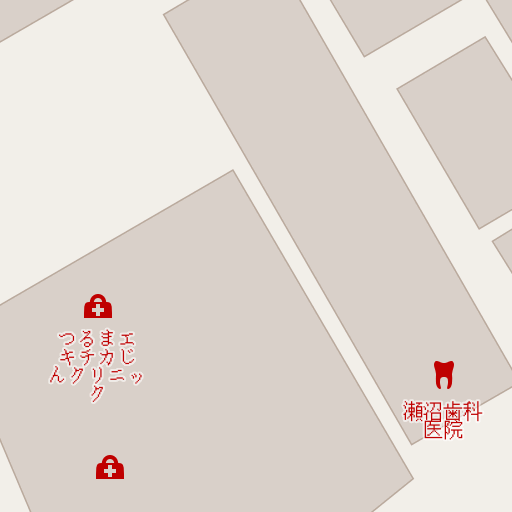 つるまエ
キチカじ
んクリニッ
ク
瀬沼歯科
医院